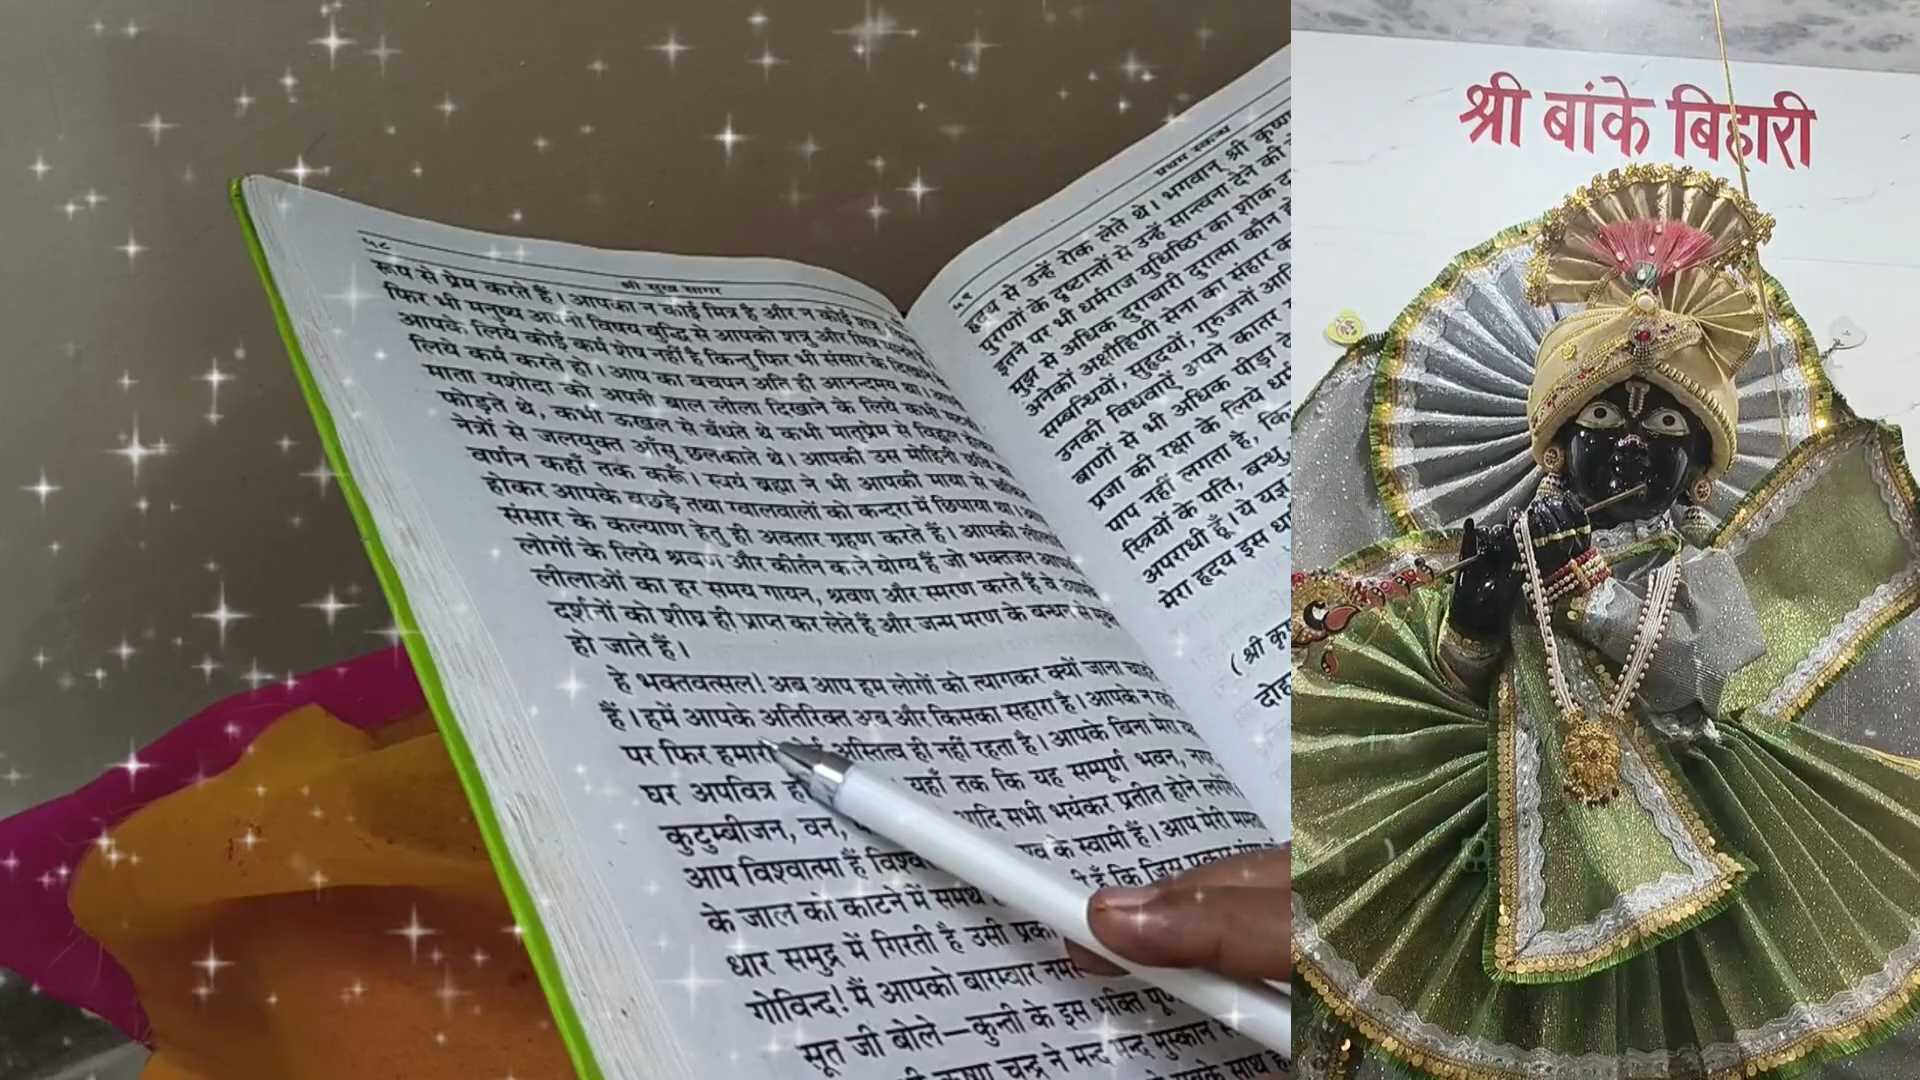 ५८
श्री सुख सागर
रूप से प्रेम करते हैं। आपका न कोई मित्र है और न कोई शत्रु
फिर भी मनुष्य अपनी विषय बुद्धि से आपको शत्रु और मित्र
आपके लिये कोई कर्म शेष नहीं है किन्तु फिर भी संसार के
लिये कर्म करते हो। आप का बचपन अति ही आनन्दमय था।
माता यशोदा को अपनी बाल लीला दिखाने के लिये कभी
फोड़ते थे, कभी ऊखल से बँधते थे कभी मातृप्रेम से विह्वल
नेत्रों से जलयुक्त आँसू छलकाते थे। आपकी उस मोहिनी छवि
वर्णन कहाँ तक करूँ। स्वयं ब्रह्मा ने भी आपकी माया से
होकर आपके बछड़े तथा ग्वालवालों को कन्दरा में छिपाया था।
संसार के कल्याण हेतु ही अवतार ग्रहण करते हैं। आपकी
लोगों के लिये श्रवण और कीर्तन करने योग्य हैं जो भक्तजन
लीलाओं का हर समय गायन, श्रवण और स्मरण करते हैं वे
दर्शनों को शीघ्र ही प्राप्त कर लेते हैं और जन्म मरण के बन्धन से
हो जाते हैं।
हे भक्तवत्सल! अब आप हम लोगों को त्यागकर क्यों जाना
हैं। हमें आपके अतिरिक्त अब और किसका सहारा है। आपके न
पर फिर हमारा अस्तित्व ही नहीं रहता है। आपके बिना मेरा
घर अपवित्र यहाँ तक कि यह सम्पूर्ण भवन,
कुटुम्बीजन, वन, आदि सभी भयंकर प्रतीत होने लगेंगे।
आप विश्वात्मा हैं के स्वामी हैं। आप मेरी
के जाल को काटने में समर्थ हूँ कि जिस प्रकार
धार समुद्र में गिरती है उसी
गोविन्द! मैं आपको बारम्बार
सूत जी बोले—कुन्ती के इस भक्ति
चन्द्र ने मन्द मन्द मुस्कान
के साथ
५९
प्रथम स्कन्ध
हृदय से उन्हें रोक लेते थे। भगवान् श्री
पुराणों के दृष्टान्तों से उन्हें सान्त्वना देने की
इतने पर भी धर्मराज युधिष्ठिर का शोक
मुझ से अधिक दुराचारी दुरात्मा कौन
अनेकों अक्षौहिणी सेना का संहार
सम्बन्धियों, सुहृदयों, गुरुजनों
उनकी विधवाएँ अपने कातर
बाणों से भी अधिक पीड़ा
प्रजा की रक्षा के लिये
पाप नहीं लगता है,
स्त्रियों के पति, बन्धु,
अपराधी हूँ। ये यज्ञ
मेरा हृदय इस
(श्री
श्री बांके बिहारी